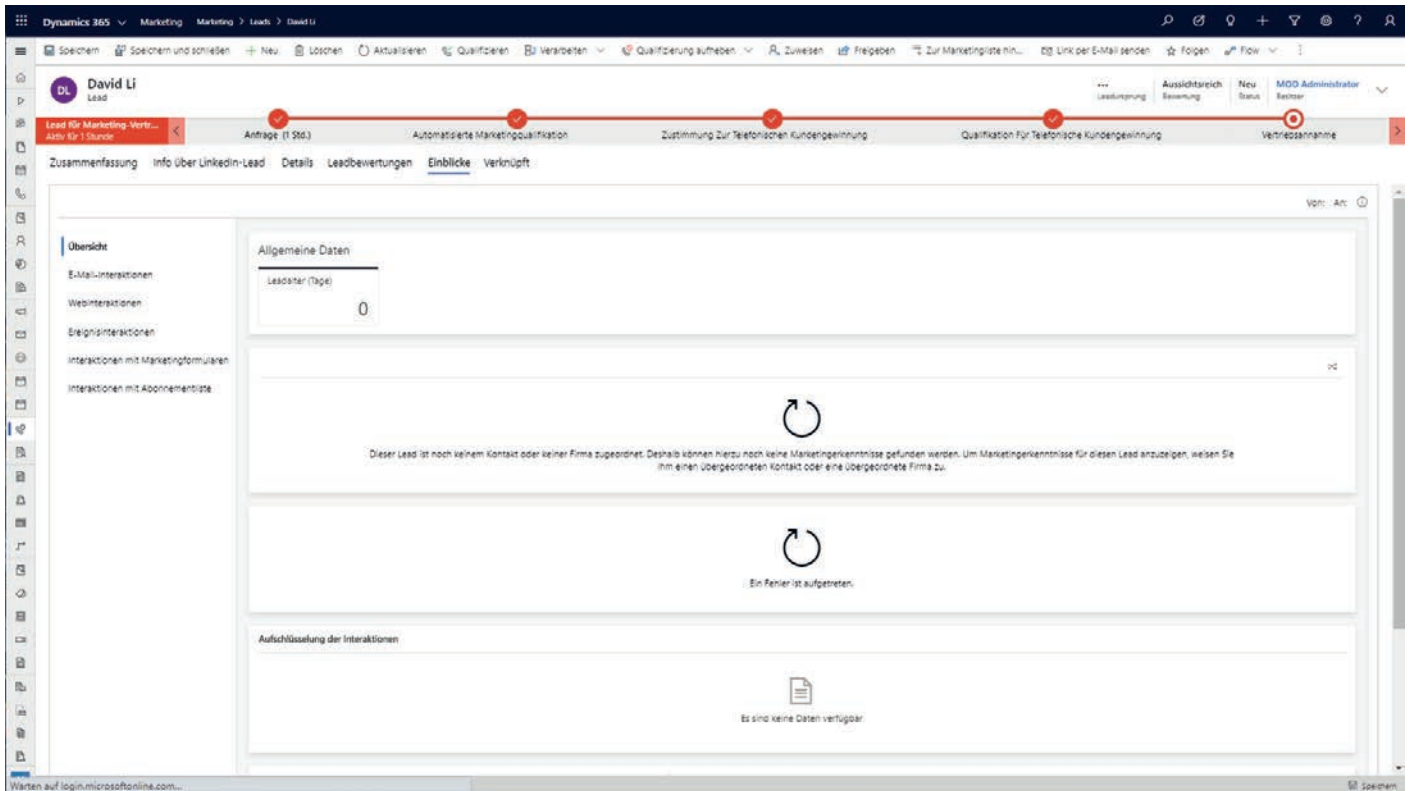 Dynamics 365 Marketing Marketing > Leads > David Li
Speichern Speichern und schließen Neu Löschen Aktualisieren Qualifizieren Verarbeiten Qualifizierung aufheben Zuweisen Freigeben Zur Marketingliste hin... Link per E-Mail senden Folgen Flow
DL David Li
Lead
--- Aussichtsreich Neu MOD Administrator
Leadursprung Bewertung Status Besitzer
Lead für Marketing-Vertr...
Aktiv für 1 Stunde
Anfrage (1 Std.) Automatisierte Marketingqualifikation Zustimmung Zur Telefonischen Kundengewinnung Qualifikation Für Telefonische Kundengewinnung Vertriebsannahme
Zusammenfassung Info über LinkedIn-Lead Details Leadbewertungen Einblicke Verknüpft
Von: An:
Übersicht
E-Mail-Interaktionen
Webinteraktionen
Ereignisinteraktionen
Interaktionen mit Marketingformularen
Interaktionen mit Abonnementliste
Allgemeine Daten
Leadalter (Tage)
0
Dieser Lead ist noch keinem Kontakt oder keiner Firma zugeordnet. Deshalb können hierzu noch keine Marketingerkenntnisse gefunden werden. Um Marketingerkenntnisse für diesen Lead anzuzeigen, weisen Sie
ihm einen übergeordneten Kontakt oder eine übergeordnete Firma zu.
Ein Fehler ist aufgetreten.
Aufschlüsselung der Interaktionen
Es sind keine Daten verfügbar
Warten auf login.microsoftonline.com...
Speichern